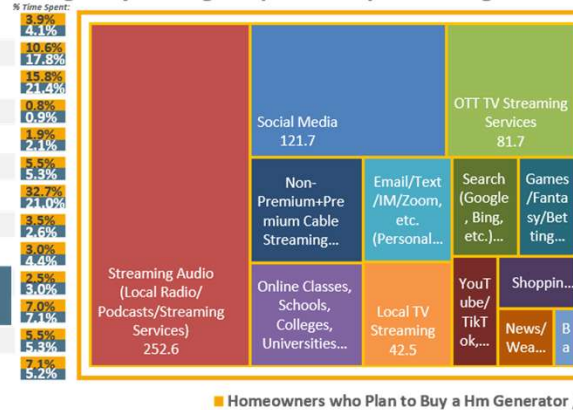 % Time Spent:
3.9%
4.1%
10.6%
17.8%
15.8%
21.4%
0.8%
0.9%
1.9%
2.1%
5.5%
5.3%
32.7%
21.0%
3.5%
2.6%
3.0%
4.4%
2.5%
3.0%
7.0%
7.1%
5.5%
5.3%
7.1%
5.2%
Streaming Audio
(Local Radio/
Podcasts/Streaming
Services)
252.6
Social Media
121.7
OTT TV Streaming
Services
81.7
Non-
Premium+Pre
mium Cable
Streaming...
Email/Text
/IM/Zoom,
etc.
(Personal...
Search
(Google
, Bing,
etc.)...
Games
/Fanta
sy/Bet
ting...
Online Classes,
Schools,
Colleges,
Universities...
Local TV
Streaming
42.5
YouT
ube/
TikT
ok,...
Shoppin...
News/
Wea...
B
a
Homeowners who Plan to Buy a Hm Generator